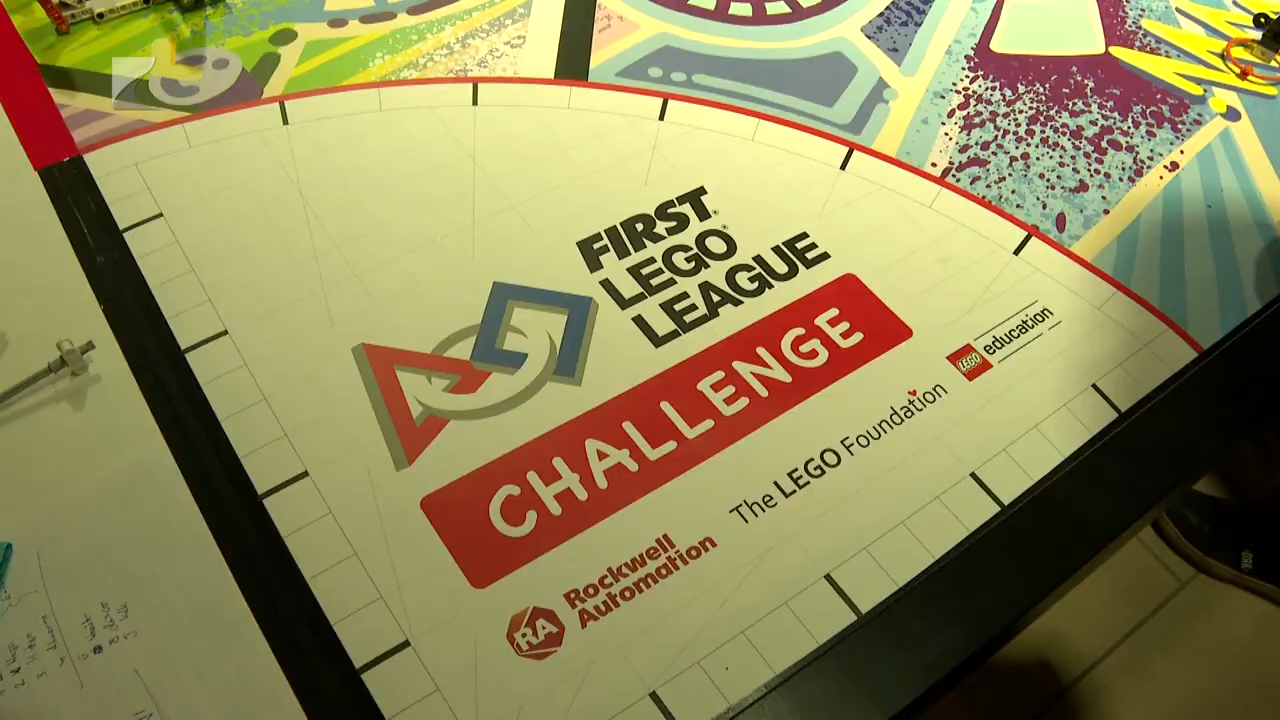 FIRST
LEGO
LEAGUE
CHALLENGE
LEGO education
The LEGO Foundation
Rockwell
Automation
RA